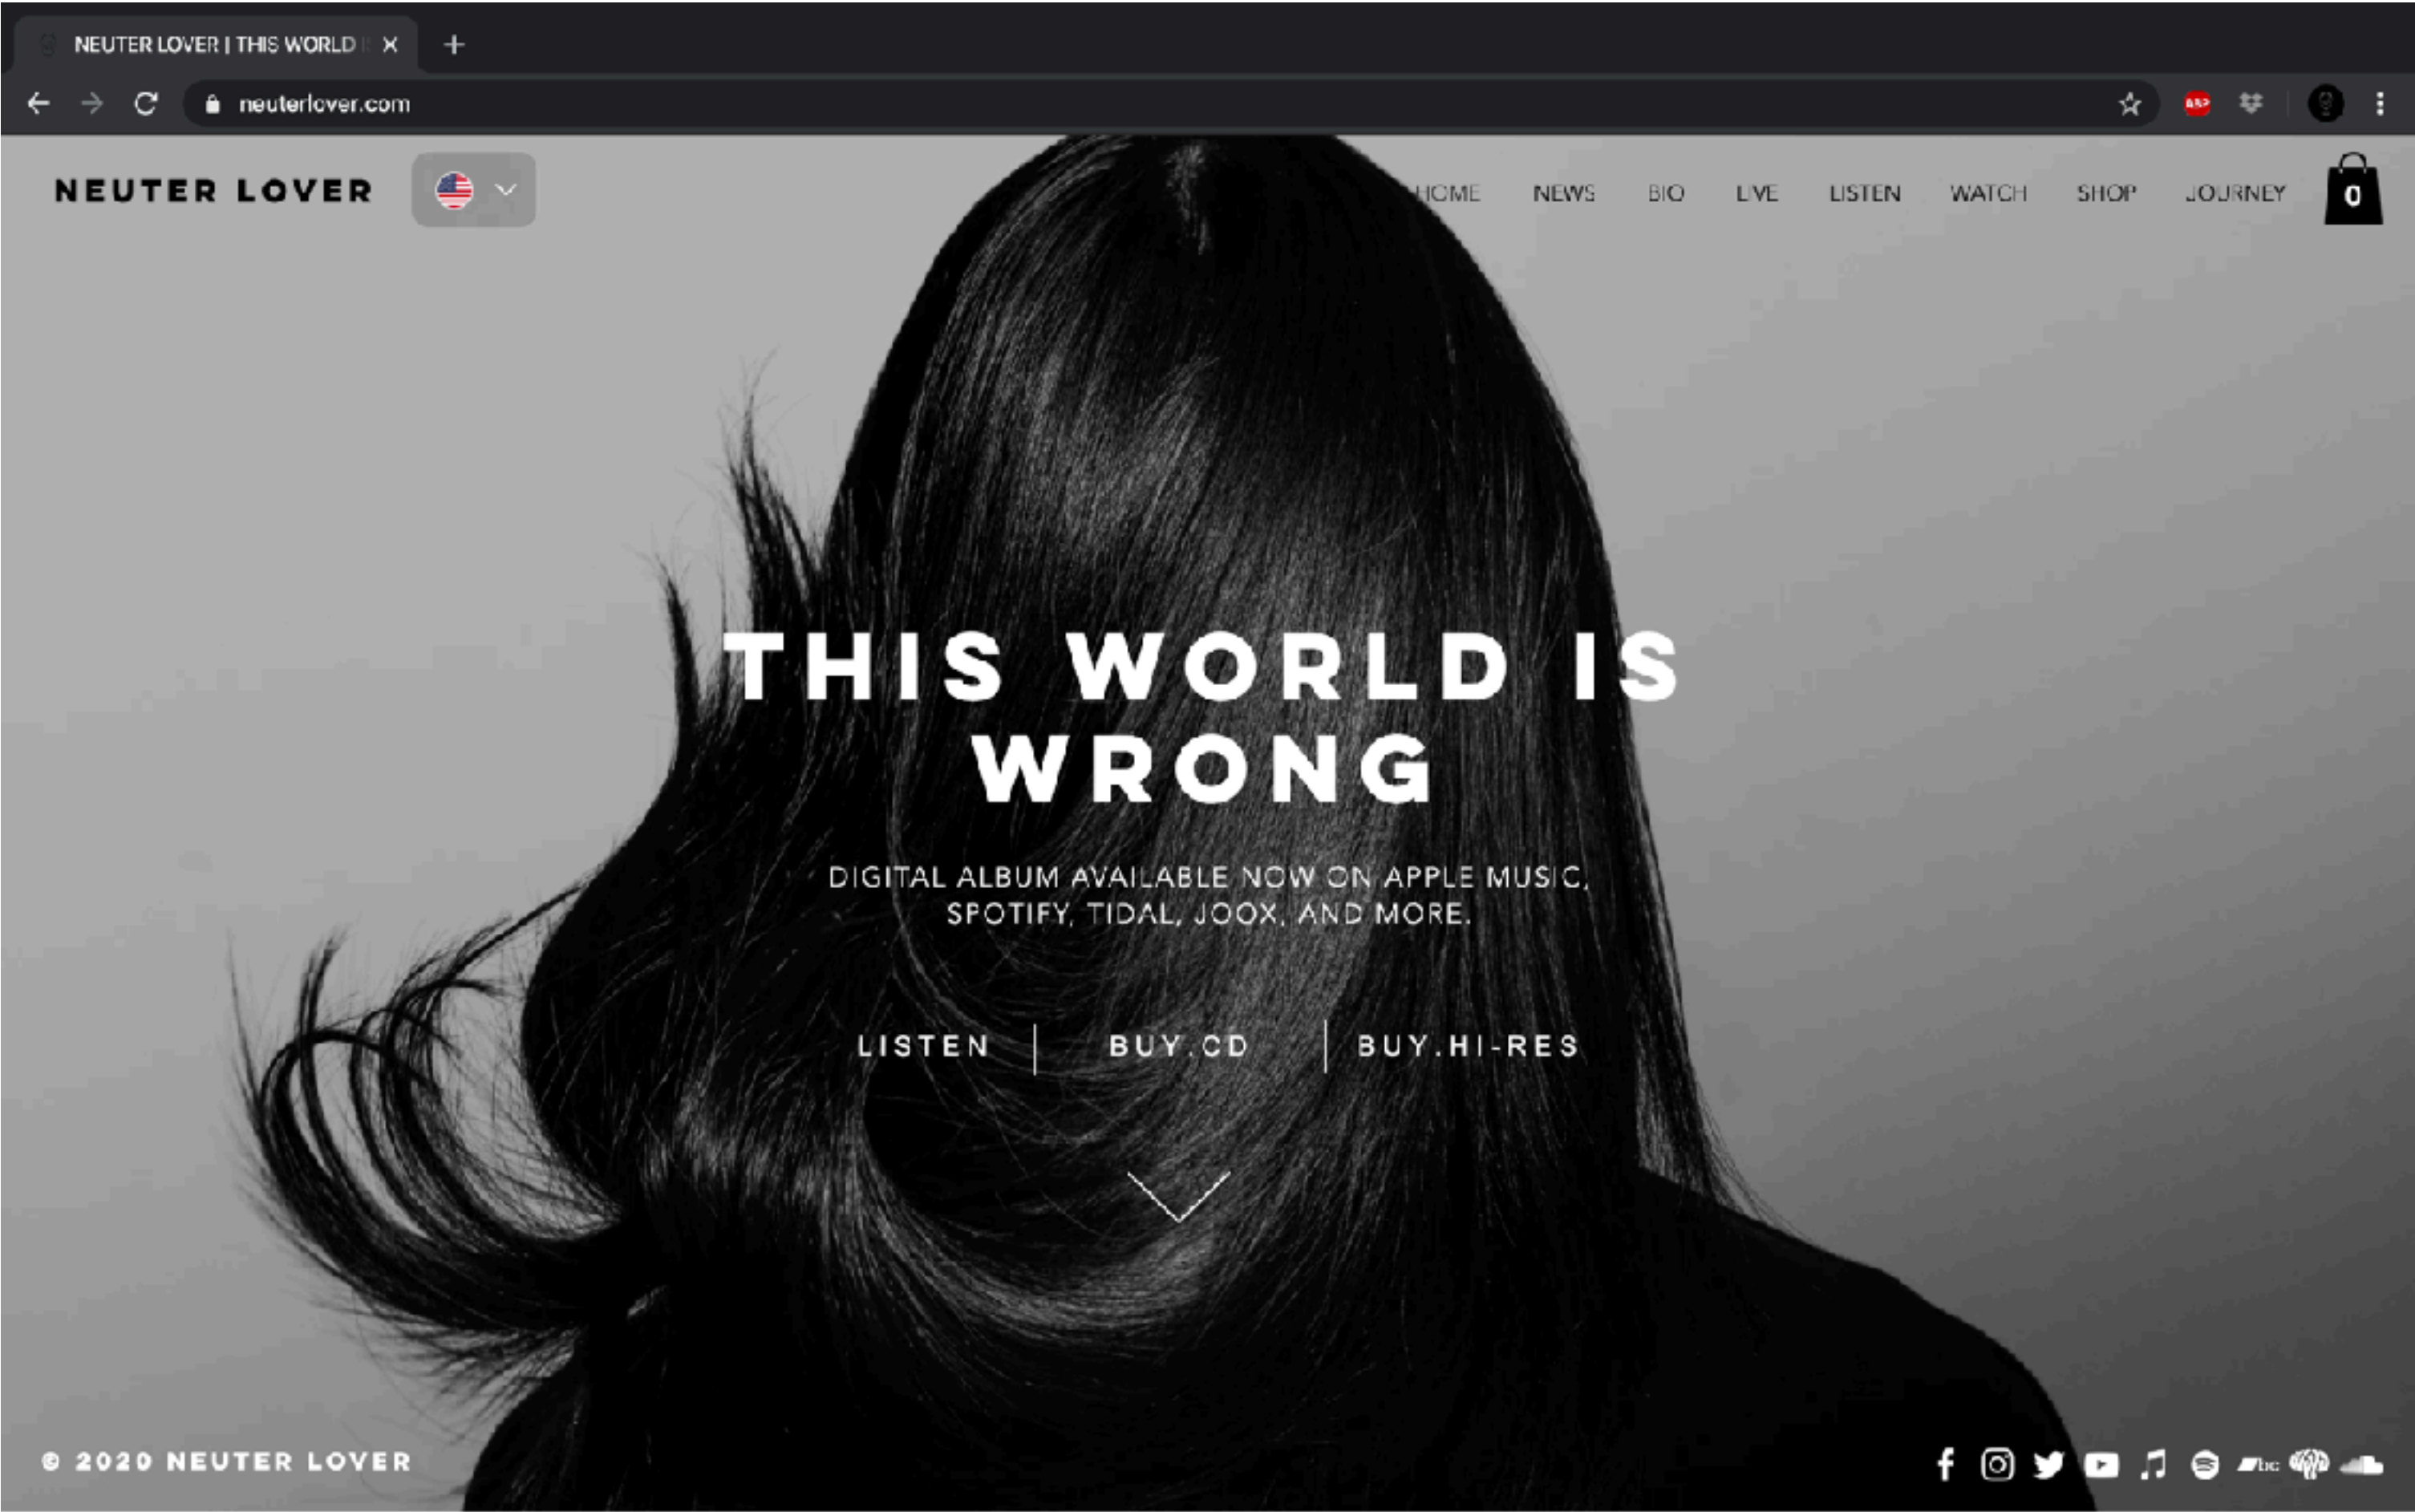 NEUTER LOVER | THIS WORLD
neuterlover.com
ABP
NEUTER LOVER
HOME NEWS BIO LIVE LISTEN WATCH SHOP JOURNEY 0
THIS WORLD IS
WRONG
DIGITAL ALBUM AVAILABLE NOW ON APPLE MUSIC,
SPOTIFY, TIDAL, JOOX, AND MORE.
LISTEN | BUY.CD | BUY.HI-RES
© 2020 NEUTER LOVER
bc